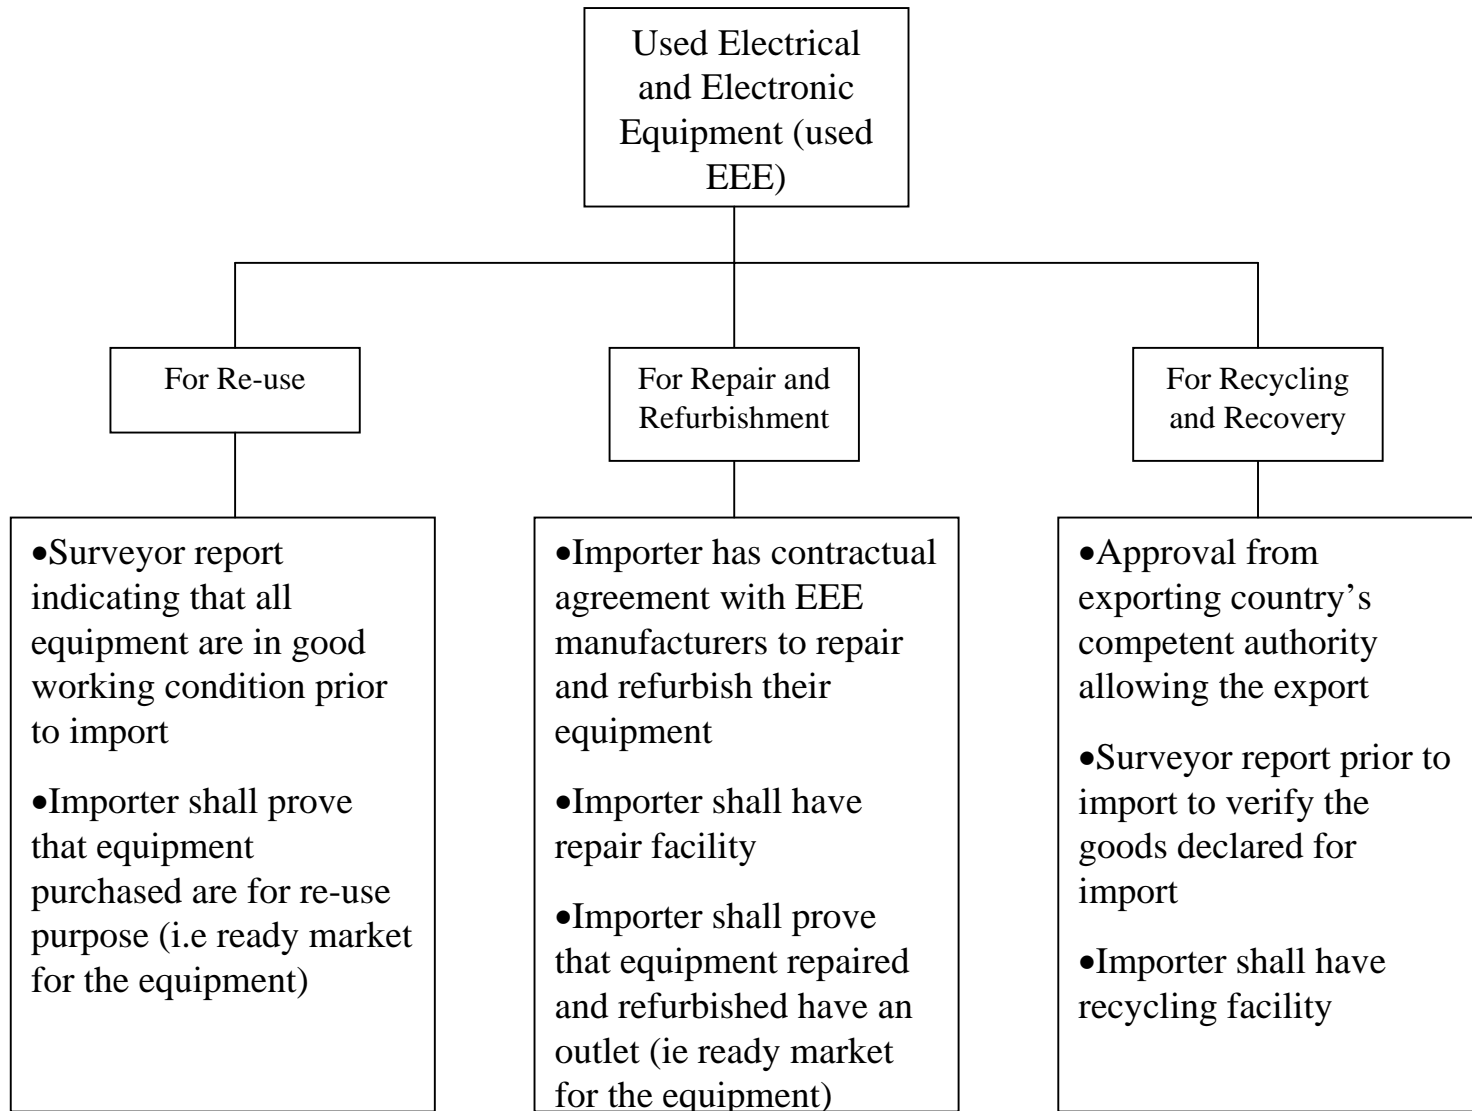 Used Electrical
and Electronic
Equipment (used
EEE)
For Re-use
For Repair and
Refurbishment
For Recycling
and Recovery
•Surveyor report
indicating that all
equipment are in good
working condition prior
to import
•Importer shall prove
that equipment
purchased are for re-use
purpose (i.e ready market
for the equipment)
•Importer has contractual
agreement with EEE
manufacturers to repair
and refurbish their
equipment
•Importer shall have
repair facility
•Importer shall prove
that equipment repaired
and refurbished have an
outlet (ie ready market
for the equipment)
•Approval from
exporting country’s
competent authority
allowing the export
•Surveyor report prior to
import to verify the
goods declared for
import
•Importer shall have
recycling facility